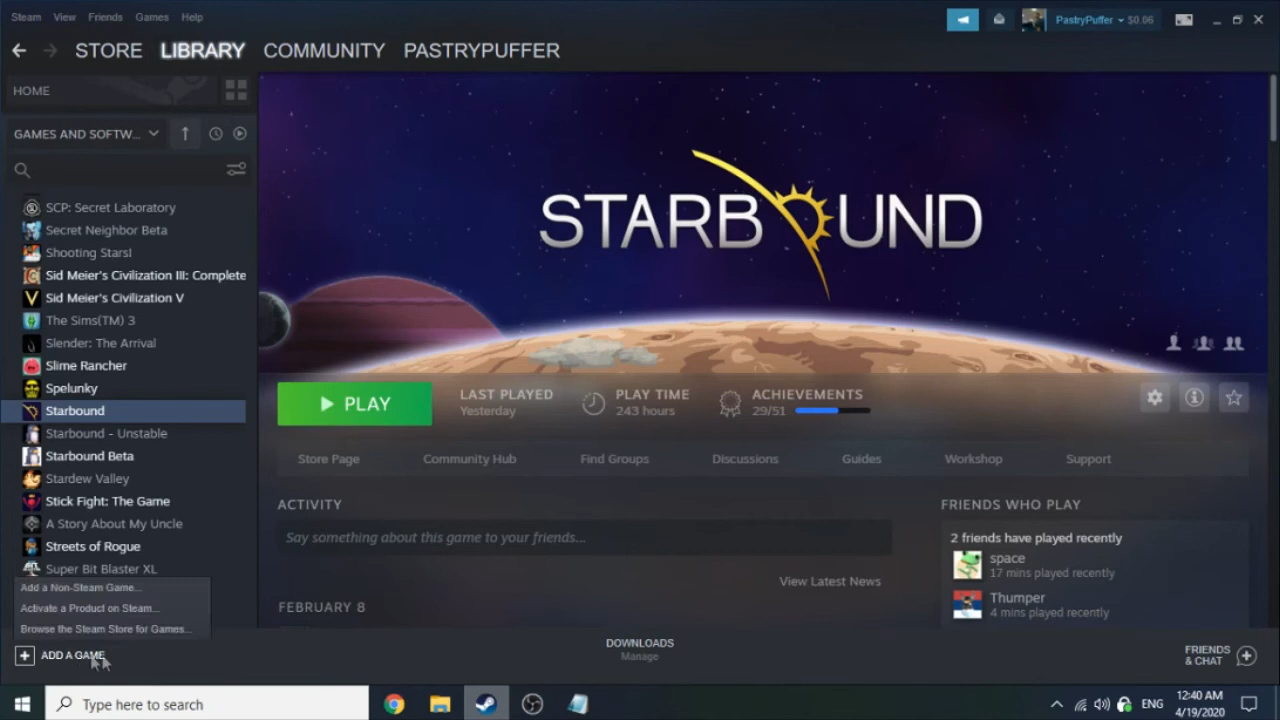 Steam View Friends Games Help
PastryPuffer $0.06
STORE LIBRARY COMMUNITY PASTRYPUFFER
HOME
GAMES AND SOFTW...
SCP: Secret Laboratory
Secret Neighbor Beta
Shooting Stars!
Sid Meier's Civilization III: Complete
Sid Meier's Civilization V
The Sims(TM) 3
Slender: The Arrival
Slime Rancher
Spelunky
Starbound
Starbound - Unstable
Starbound Beta
Stardew Valley
Stick Fight: The Game
A Story About My Uncle
Streets of Rogue
Super Bit Blaster XL
Add a Non-Steam Game...
Activate a Product on Steam...
Browse the Steam Store for Games...
ADD A GAME
STARBOUND
PLAY
LAST PLAYED
Yesterday
PLAY TIME
243 hours
ACHIEVEMENTS
29/51
Store Page Community Hub Find Groups Discussions Guides Workshop Support
ACTIVITY
Say something about this game to your friends...
View Latest News
FEBRUARY 8
FRIENDS WHO PLAY
2 friends have played recently
space
17 mins played recently
Thumper
4 mins played recently
DOWNLOADS
Manage
FRIENDS
& CHAT
Type here to search
ENG
12:40 AM
4/19/2020